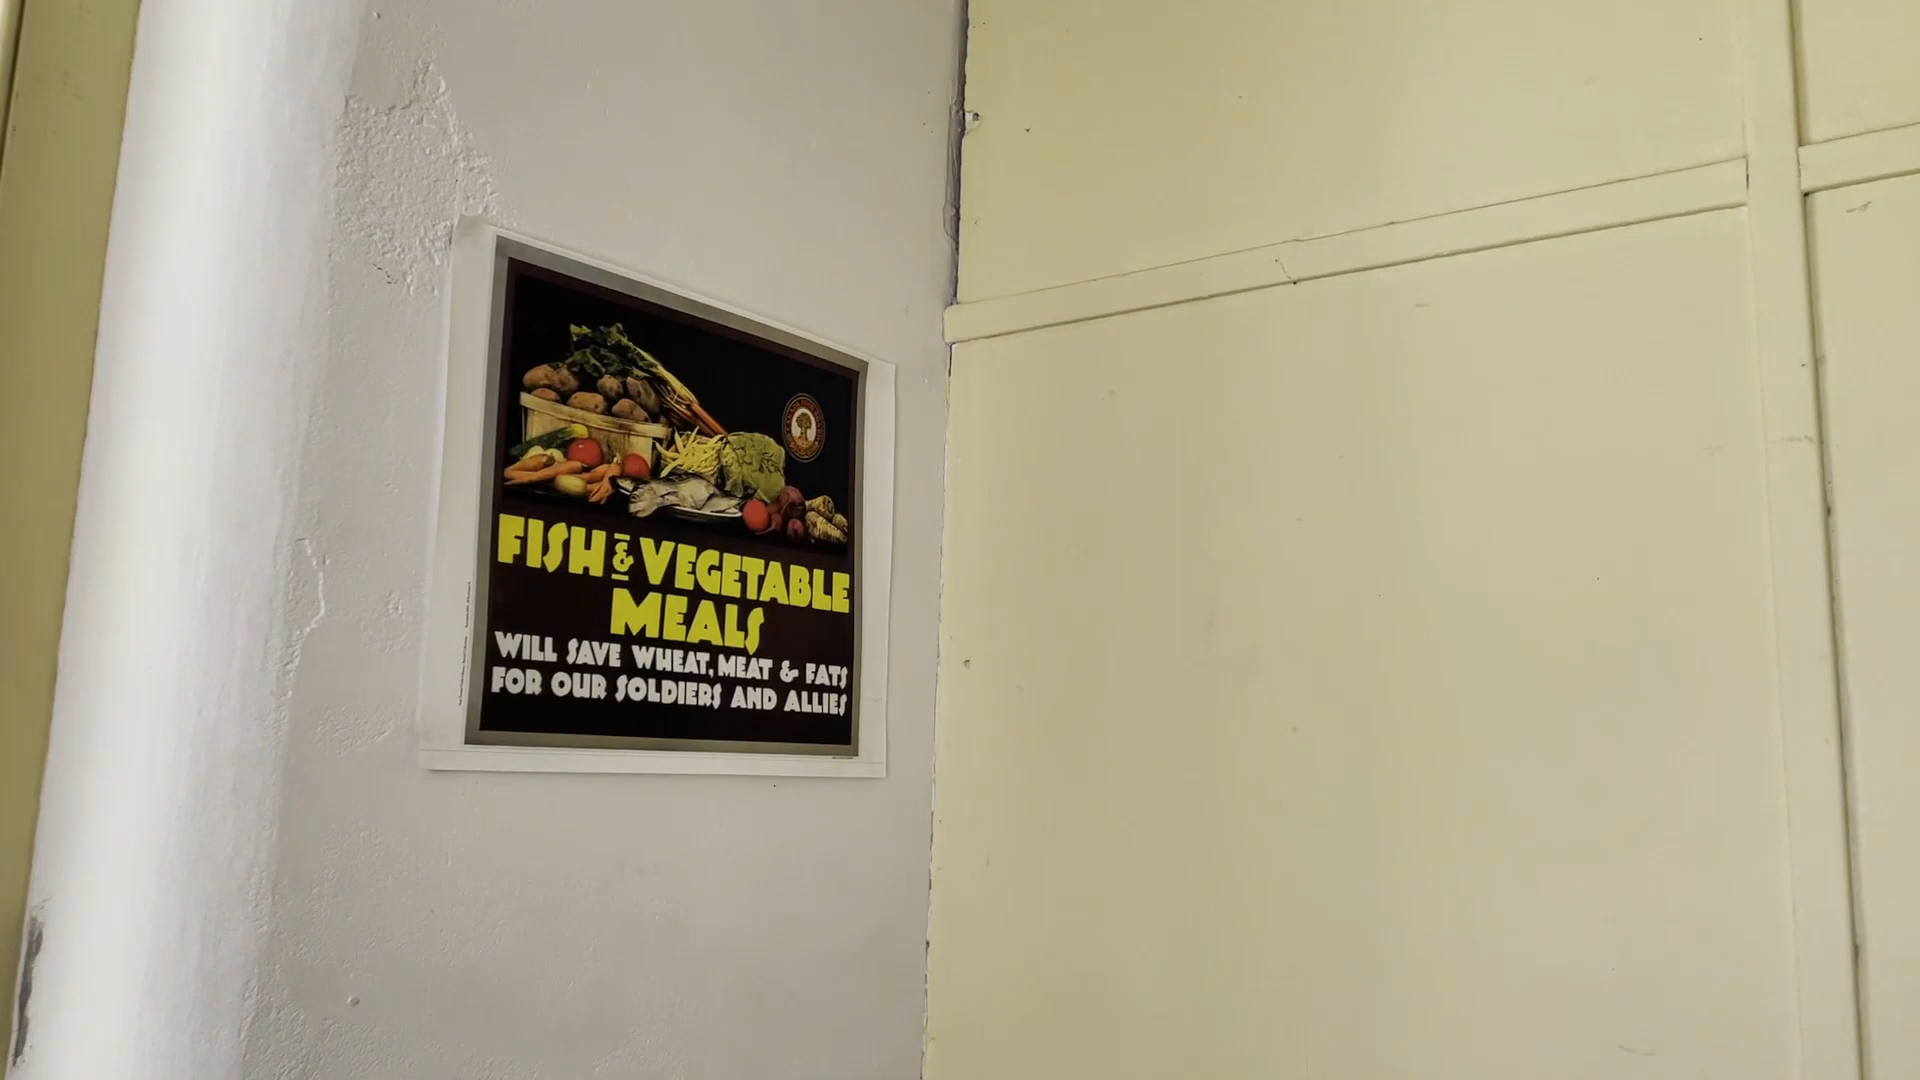 FISH & VEGETABLE
MEALS
WILL SAVE WHEAT, MEAT & FATS
FOR OUR SOLDIERS AND ALLIES